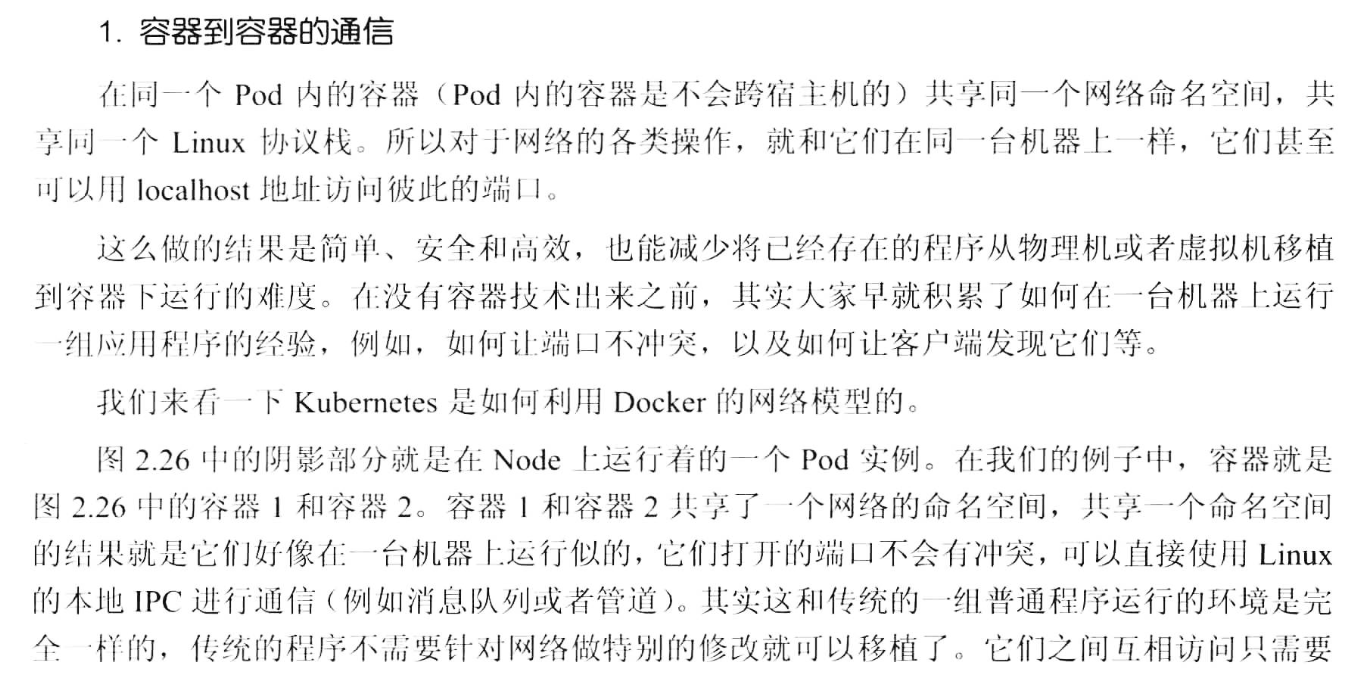 1. 容器到容器的通信
在同一个 Pod 内的容器（Pod 内的容器是不会跨宿主机的）共享同一个网络命名空间，共
享同一个 Linux 协议栈。所以对于网络的各类操作，就和它们在同一台机器上一样，它们甚至
可以用 localhost 地址访问彼此的端口。
这么做的结果是简单、安全和高效，也能减少将已经存在的程序从物理机或者虚拟机移植
到容器下运行的难度。在没有容器技术出来之前，其实大家早就积累了如何在一台机器上运行
一组应用程序的经验，例如，如何让端口不冲突，以及如何让客户端发现它们等。
我们来看一下 Kubernetes 是如何利用 Docker 的网络模型的。
图 2.26 中的阴影部分就是在 Node 上运行着的一个 Pod 实例。在我们的例子中，容器就是
图 2.26 中的容器 1 和容器 2。容器 1 和容器 2 共享了一个网络的命名空间，共享一个命名空间
的结果就是它们好像在一台机器上运行似的，它们打开的端口不会有冲突，可以直接使用 Linux
的本地 IPC 进行通信（例如消息队列或者管道）。其实这和传统的一组普通程序运行的环境是完
全一样的，传统的程序不需要针对网络做特别的修改就可以移植了。它们之间互相访问只需要